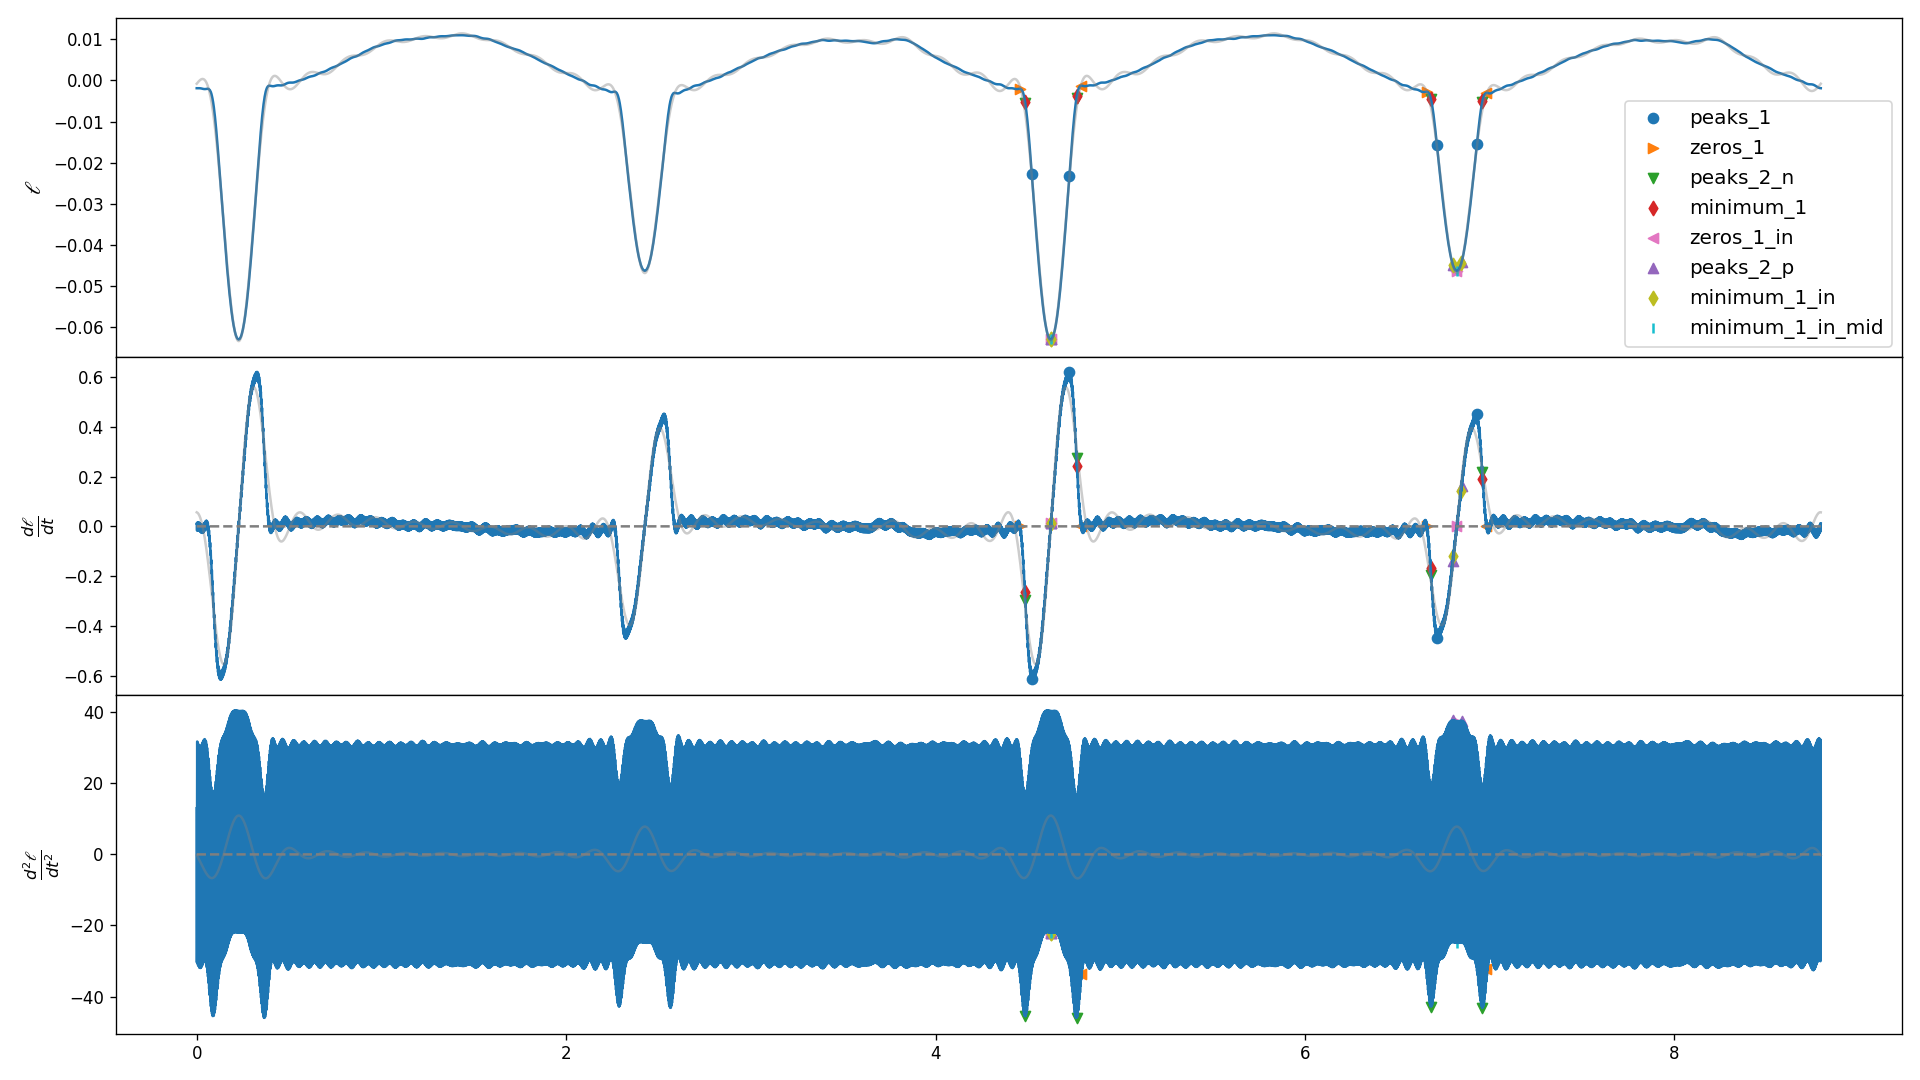 0.01
0.00
−0.01
−0.02
−0.03
−0.04
−0.05
−0.06
ℓ
peaks_1
zeros_1
peaks_2_n
minimum_1
zeros_1_in
peaks_2_p
minimum_1_in
minimum_1_in_mid
0.6
0.4
0.2
0.0
−0.2
−0.4
−0.6
dℓ
dt
40
20
0
−20
−40
d²ℓ
dt²
0 2 4 6 8